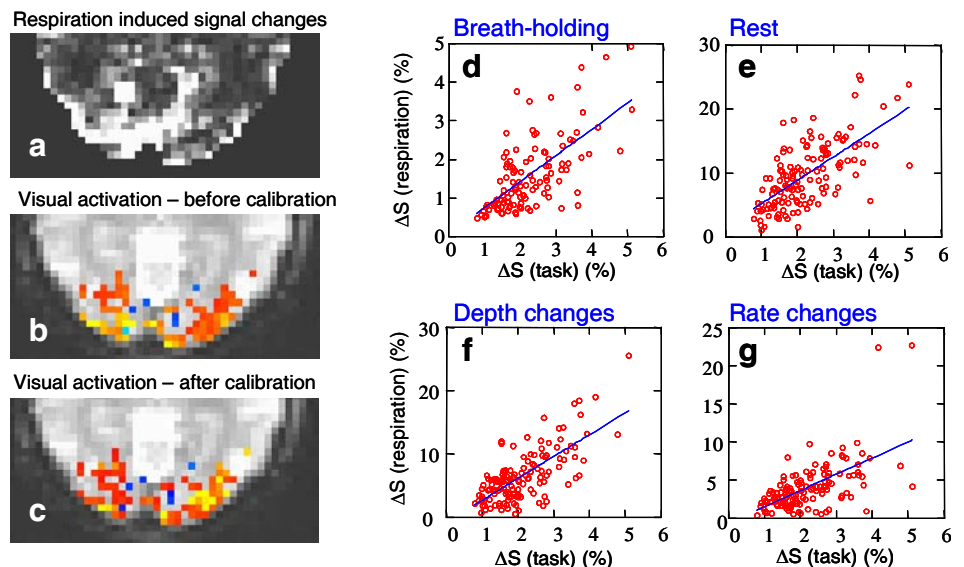 Respiration induced signal changes
a
Visual activation – before calibration
b
Visual activation – after calibration
c
Breath-holding
d
ΔS (respiration) (%)
5
4
3
2
1
0
0 1 2 3 4 5 6
ΔS (task) (%)
Rest
e
30
20
10
0
0 1 2 3 4 5 6
ΔS (task) (%)
Depth changes
f
ΔS (respiration) (%)
30
20
10
0
0 1 2 3 4 5 6
ΔS (task) (%)
Rate changes
g
25
20
15
10
5
0
0 1 2 3 4 5 6
ΔS (task) (%)